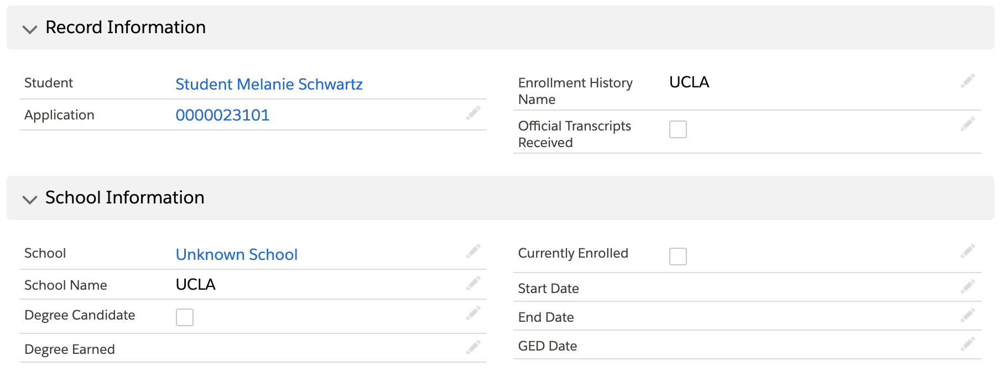 Record Information
Student
Student Melanie Schwartz
Application
0000023101
Enrollment History
Name
UCLA
Official Transcripts
Received
School Information
School
Unknown School
School Name
UCLA
Degree Candidate
Degree Earned
Currently Enrolled
Start Date
End Date
GED Date